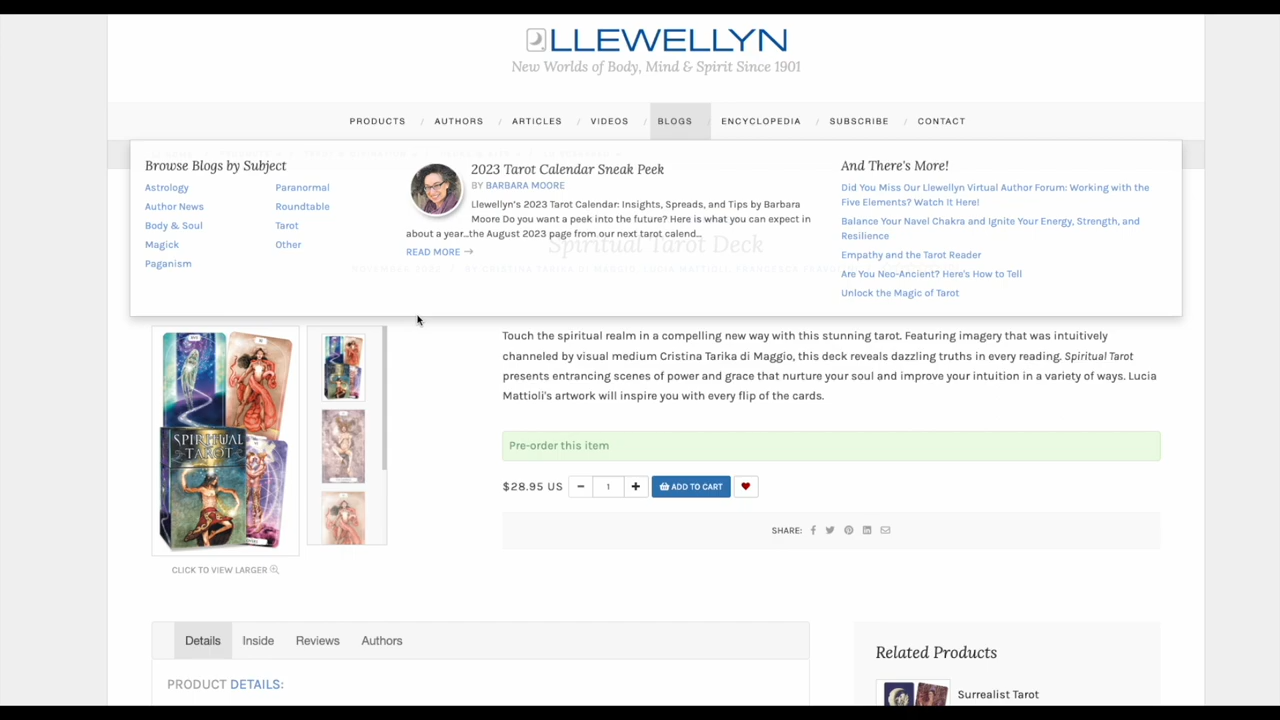 LLEWELLYN
New Worlds of Body, Mind & Spirit Since 1901
PRODUCTS / AUTHORS / ARTICLES / VIDEOS / BLOGS / ENCYCLOPEDIA / SUBSCRIBE / CONTACT
Browse Blogs by Subject
Astrology
Author News
Body & Soul
Magick
Paganism
Paranormal
Roundtable
Tarot
Other
2023 Tarot Calendar Sneak Peek
BY BARBARA MOORE
Llewellyn's 2023 Tarot Calendar: Insights, Spreads, and Tips by Barbara
Moore Do you want a peek into the future? Here is what you can expect in
about a year...the August 2023 page from our next tarot calend...
READ MORE →
And There's More!
Did You Miss Our Llewellyn Virtual Author Forum: Working with the
Five Elements? Watch It Here!
Balance Your Navel Chakra and Ignite Your Energy, Strength, and
Resilience
Empathy and the Tarot Reader
Are You Neo-Ancient? Here's How to Tell
Unlock the Magic of Tarot
Spiritual Tarot Deck
SPIRITUAL
TAROT
CLICK TO VIEW LARGER
Touch the spiritual realm in a compelling new way with this stunning tarot. Featuring imagery that was intuitively
channeled by visual medium Cristina Tarika di Maggio, this deck reveals dazzling truths in every reading. Spiritual Tarot
presents entrancing scenes of power and grace that nurture your soul and improve your intuition in a variety of ways. Lucia
Mattioli's artwork will inspire you with every flip of the cards.
Pre-order this item
$28.95 US − 1 + ADD TO CART
SHARE:
Details Inside Reviews Authors
PRODUCT DETAILS:
Related Products
Surrealist Tarot